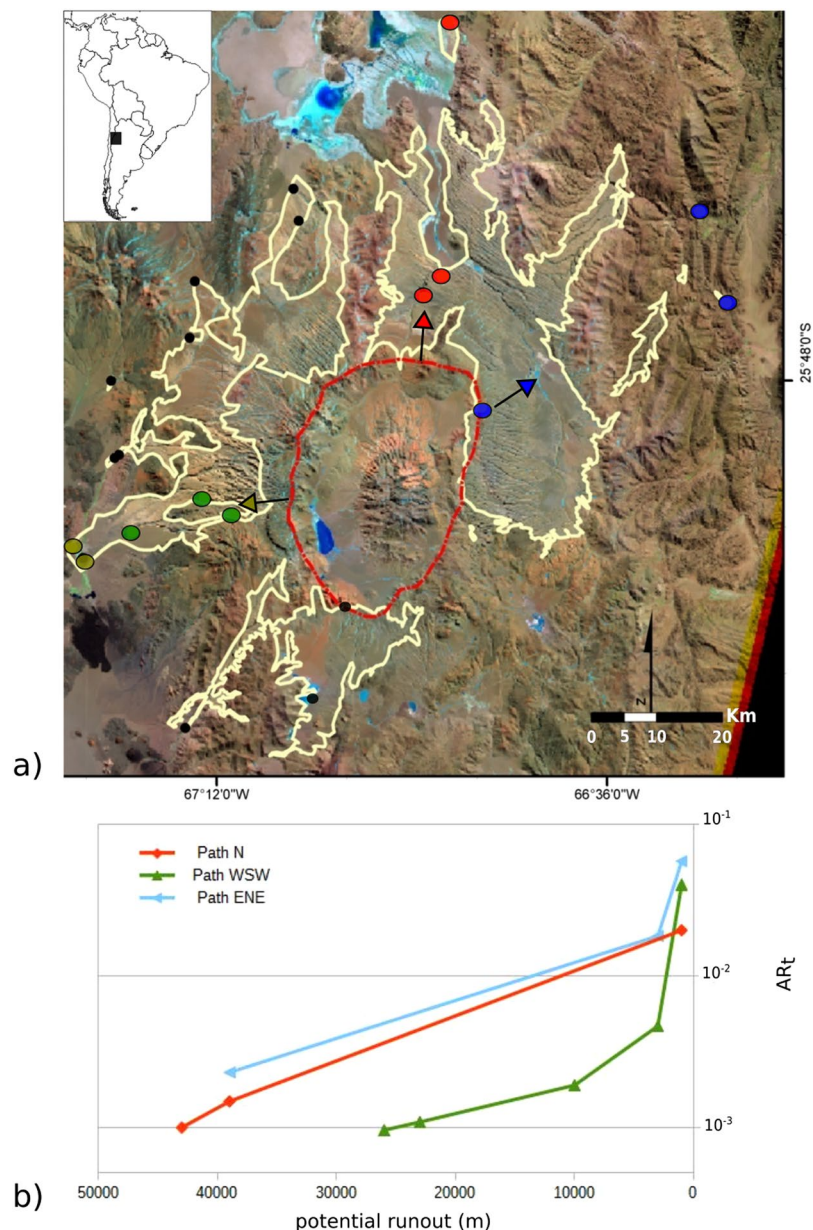 25°48'0"S
N
Km
0 5 10 20
a)
67°12'0"W 66°36'0"W
10-1
Path N
Path WSW
Path ENE
10-2
ARt
10-3
b)
50000 40000 30000 20000 10000 0
potential runout (m)